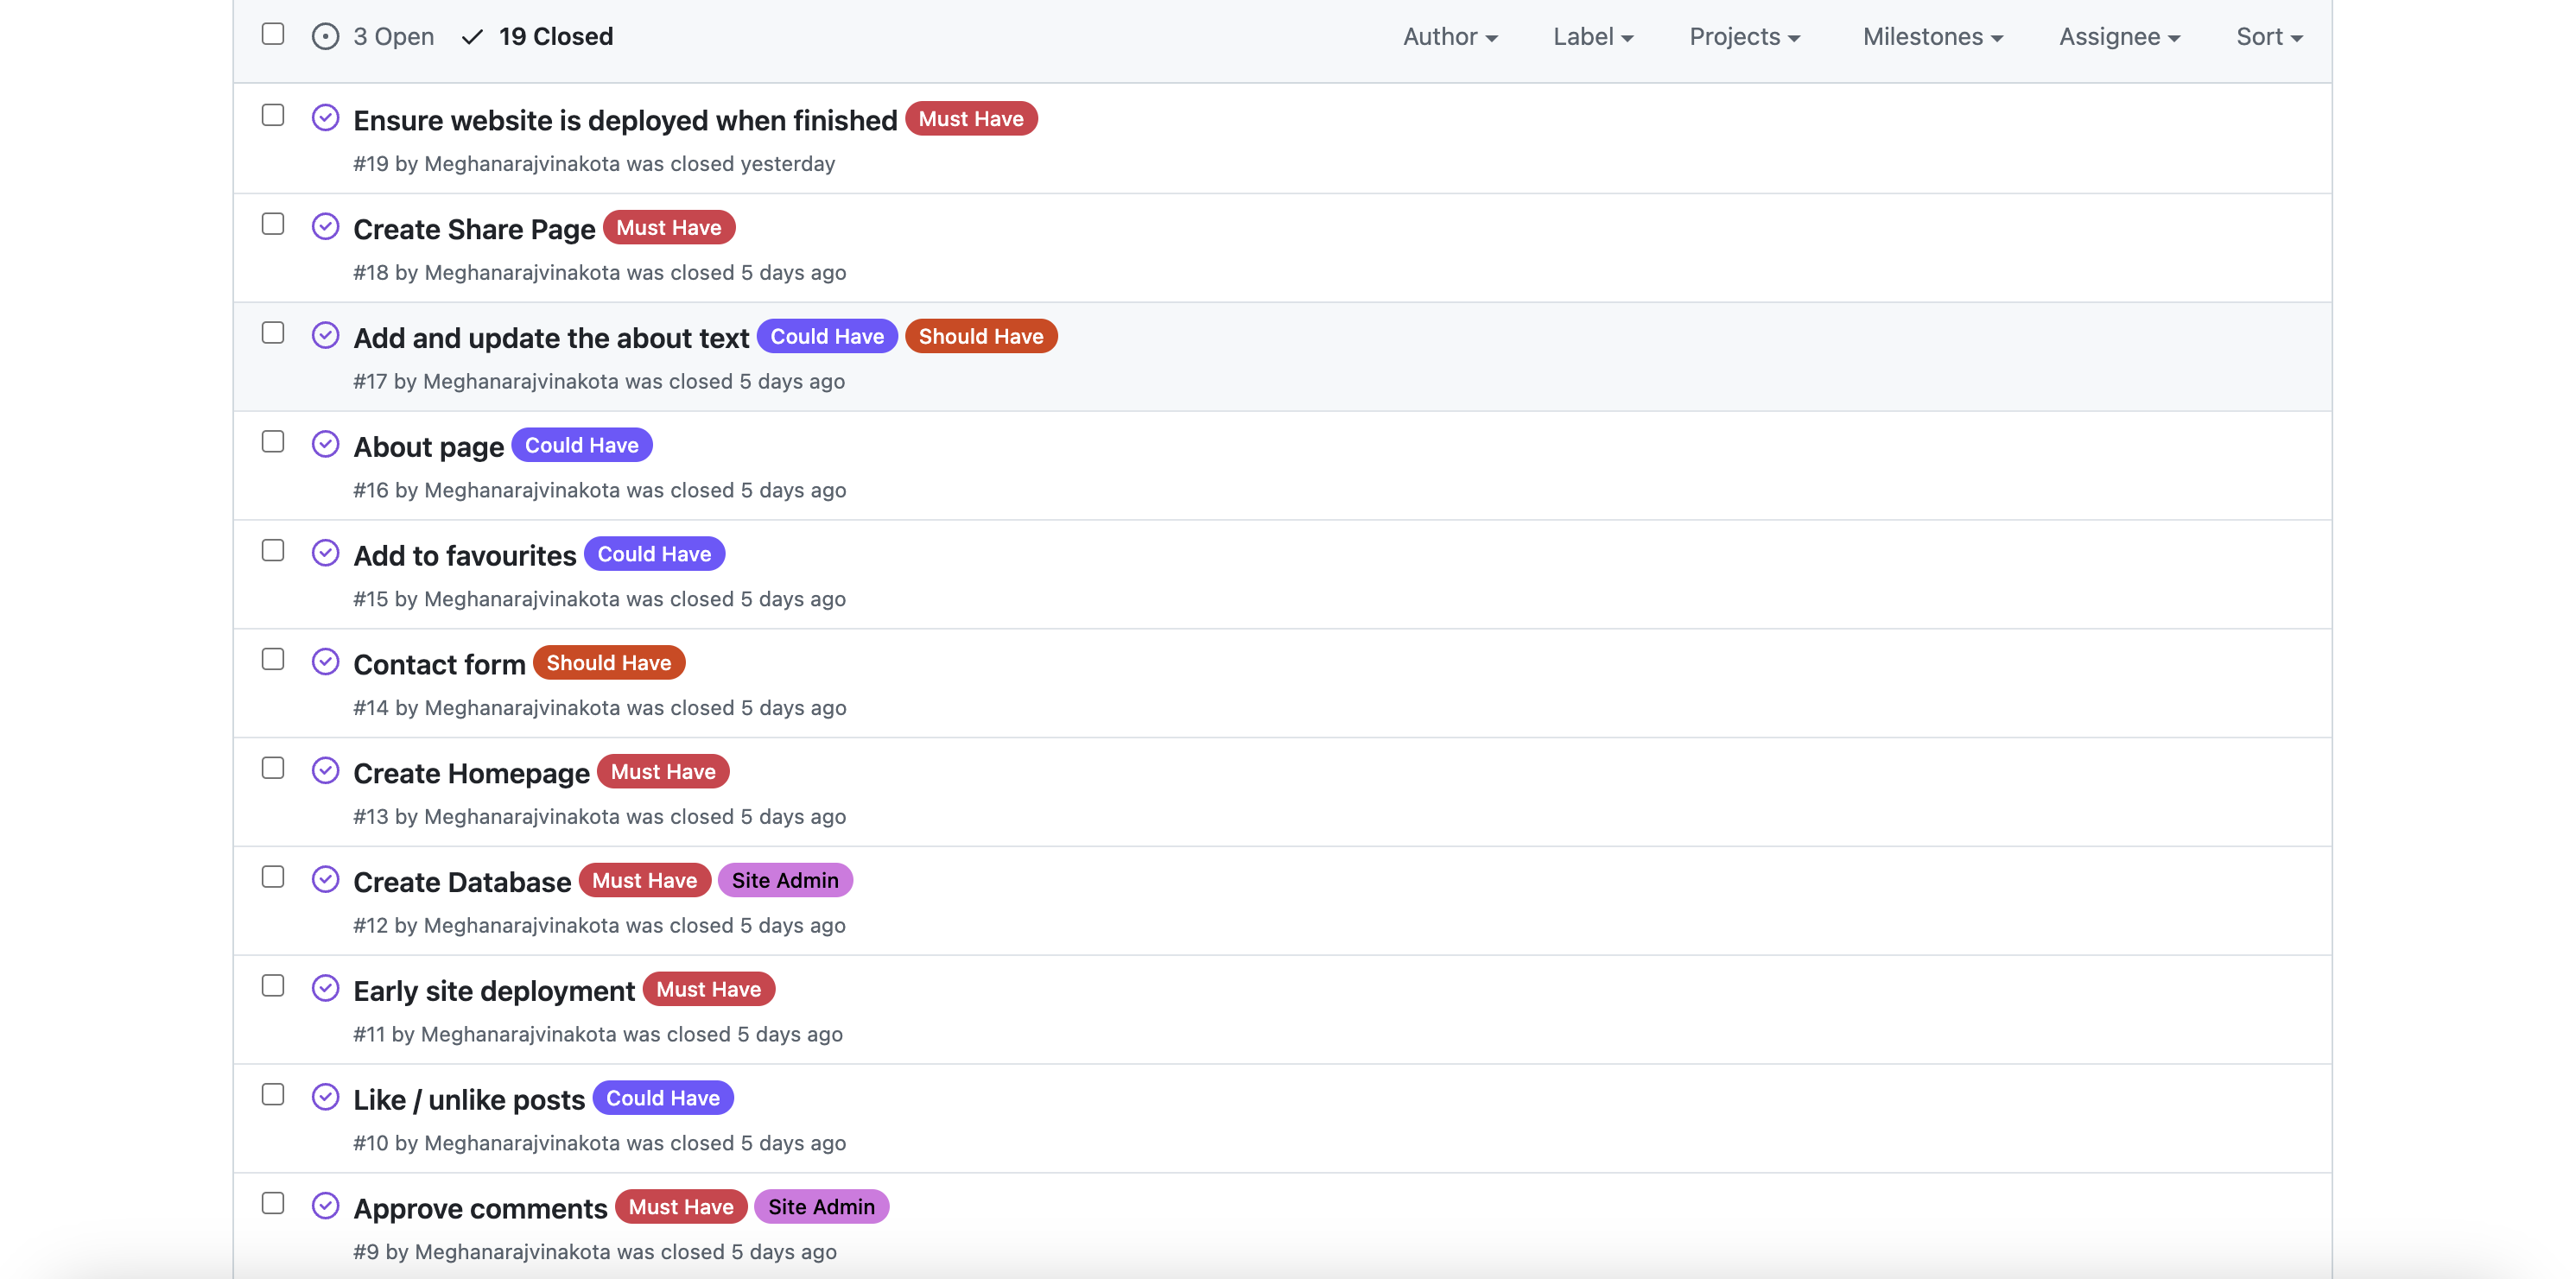 3 Open 19 Closed Author Label Projects Milestones Assignee Sort
Ensure website is deployed when finished Must Have
#19 by Meghanarajvinakota was closed yesterday
Create Share Page Must Have
#18 by Meghanarajvinakota was closed 5 days ago
Add and update the about text Could Have Should Have
#17 by Meghanarajvinakota was closed 5 days ago
About page Could Have
#16 by Meghanarajvinakota was closed 5 days ago
Add to favourites Could Have
#15 by Meghanarajvinakota was closed 5 days ago
Contact form Should Have
#14 by Meghanarajvinakota was closed 5 days ago
Create Homepage Must Have
#13 by Meghanarajvinakota was closed 5 days ago
Create Database Must Have Site Admin
#12 by Meghanarajvinakota was closed 5 days ago
Early site deployment Must Have
#11 by Meghanarajvinakota was closed 5 days ago
Like / unlike posts Could Have
#10 by Meghanarajvinakota was closed 5 days ago
Approve comments Must Have Site Admin
#9 by Meghanarajvinakota was closed 5 days ago